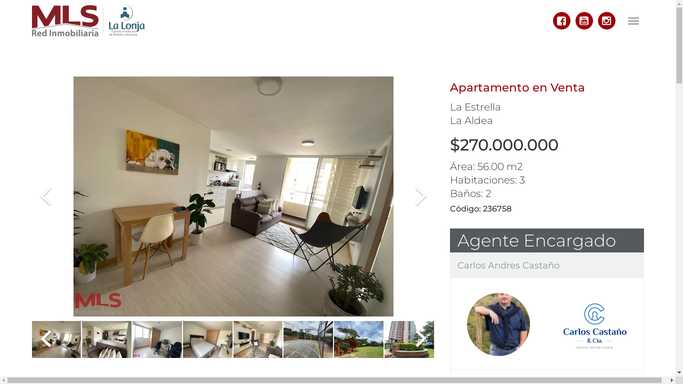 MLS
Red Inmobiliaria
La Lonja
Apartamento en Venta
La Estrella
La Aldea
$270.000.000
Área: 56.00 m2
Habitaciones: 3
Baños: 2
Código: 236758
Agente Encargado
Carlos Andres Castaño
MLS
Carlos Castaño
& Cía.